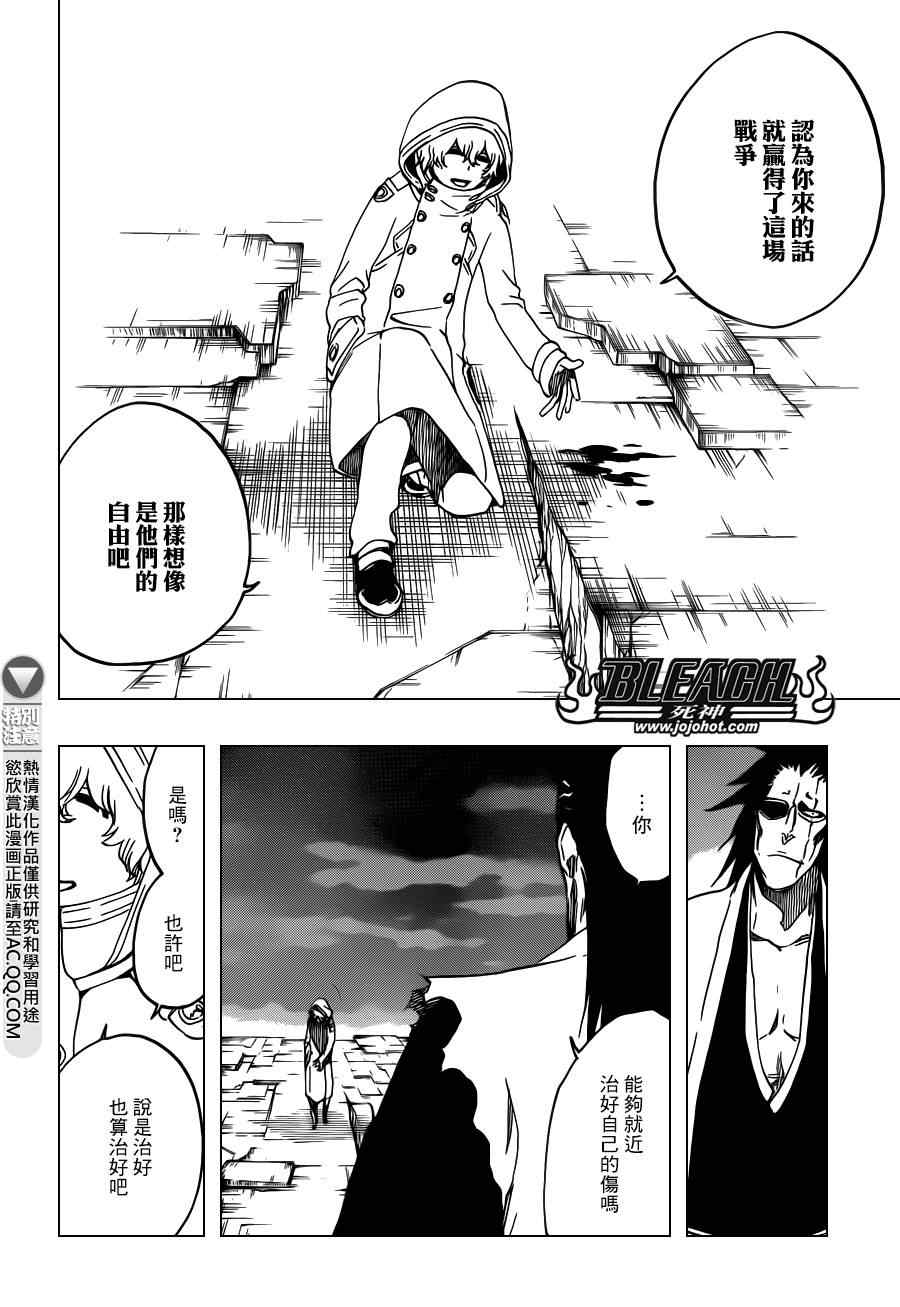 認為你來的話
就贏得了這場
戰爭
那樣想像
是他們的
自由吧
BLEACH
死神
www.jojohot.com
…你
能夠就近
治好自己的傷嗎
是嗎?
也許吧
說是治好
也算治好吧
特別
注意
熱情漢化作品僅供研究和學習用途
慾欣賞此漫画正版請至AC.QQ.COM